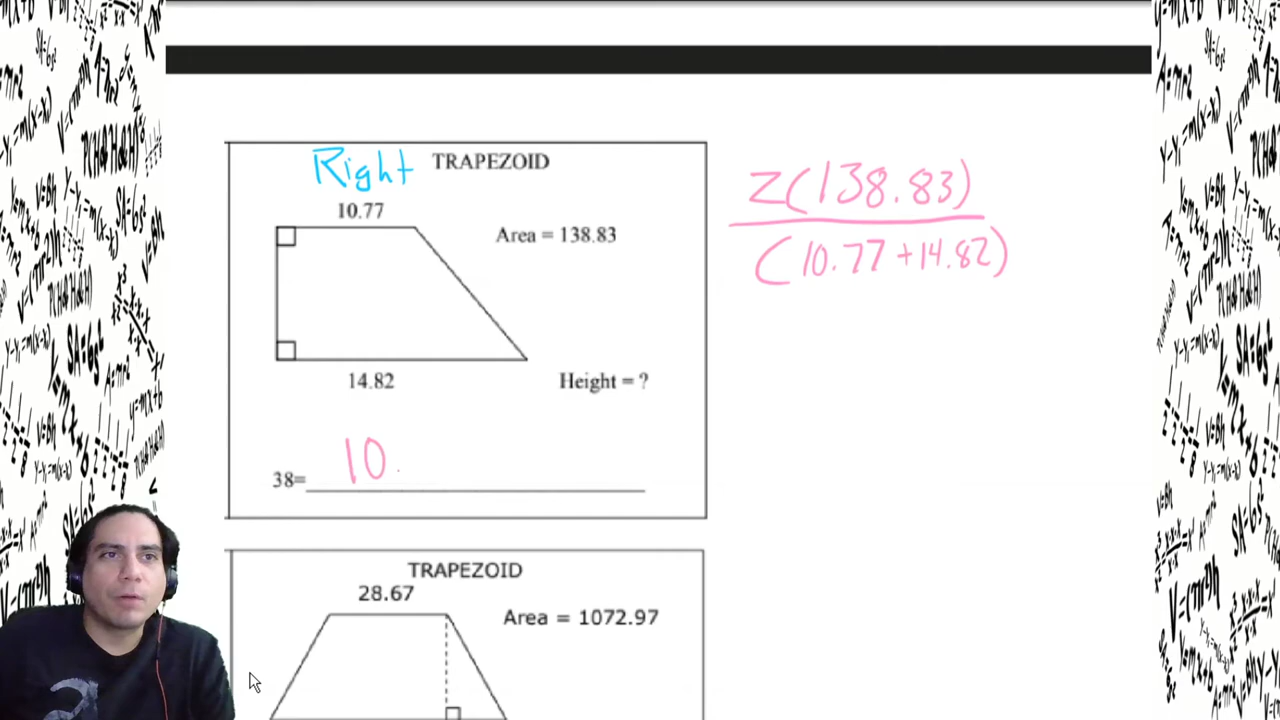 Right TRAPEZOID
10.77
Area = 138.83
14.82
Height = ?
38= 10.
2(138.83)
(10.77+14.82)
TRAPEZOID
28.67
Area = 1072.97